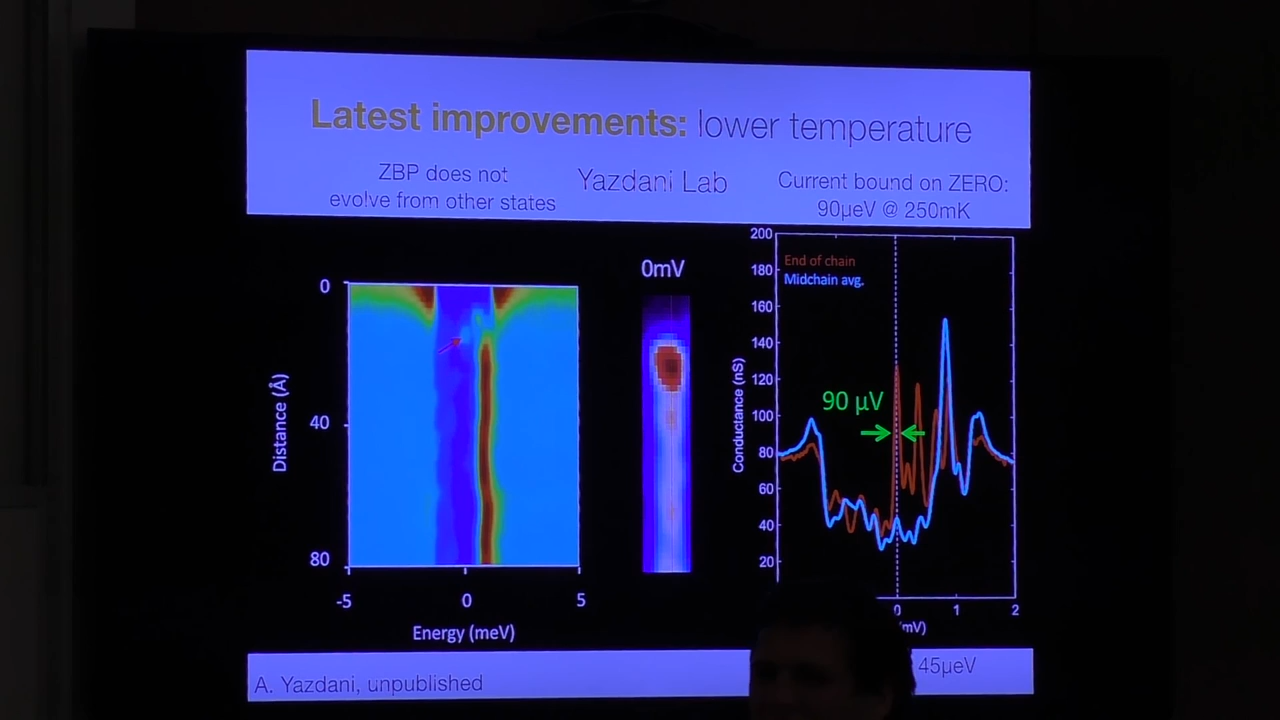 Latest improvements: lower temperature
ZBP does not
evolve from other states
Yazdani Lab
Current bound on ZERO:
90µeV @ 250mK
0
40
80
Distance (Å)
-5
0
5
Energy (meV)
0mV
200
180
160
140
120
100
80
60
40
20
Conductance (nS)
End of chain
Midchain avg.
90 µV
0
1
2
mV)
A. Yazdani, unpublished
45µeV